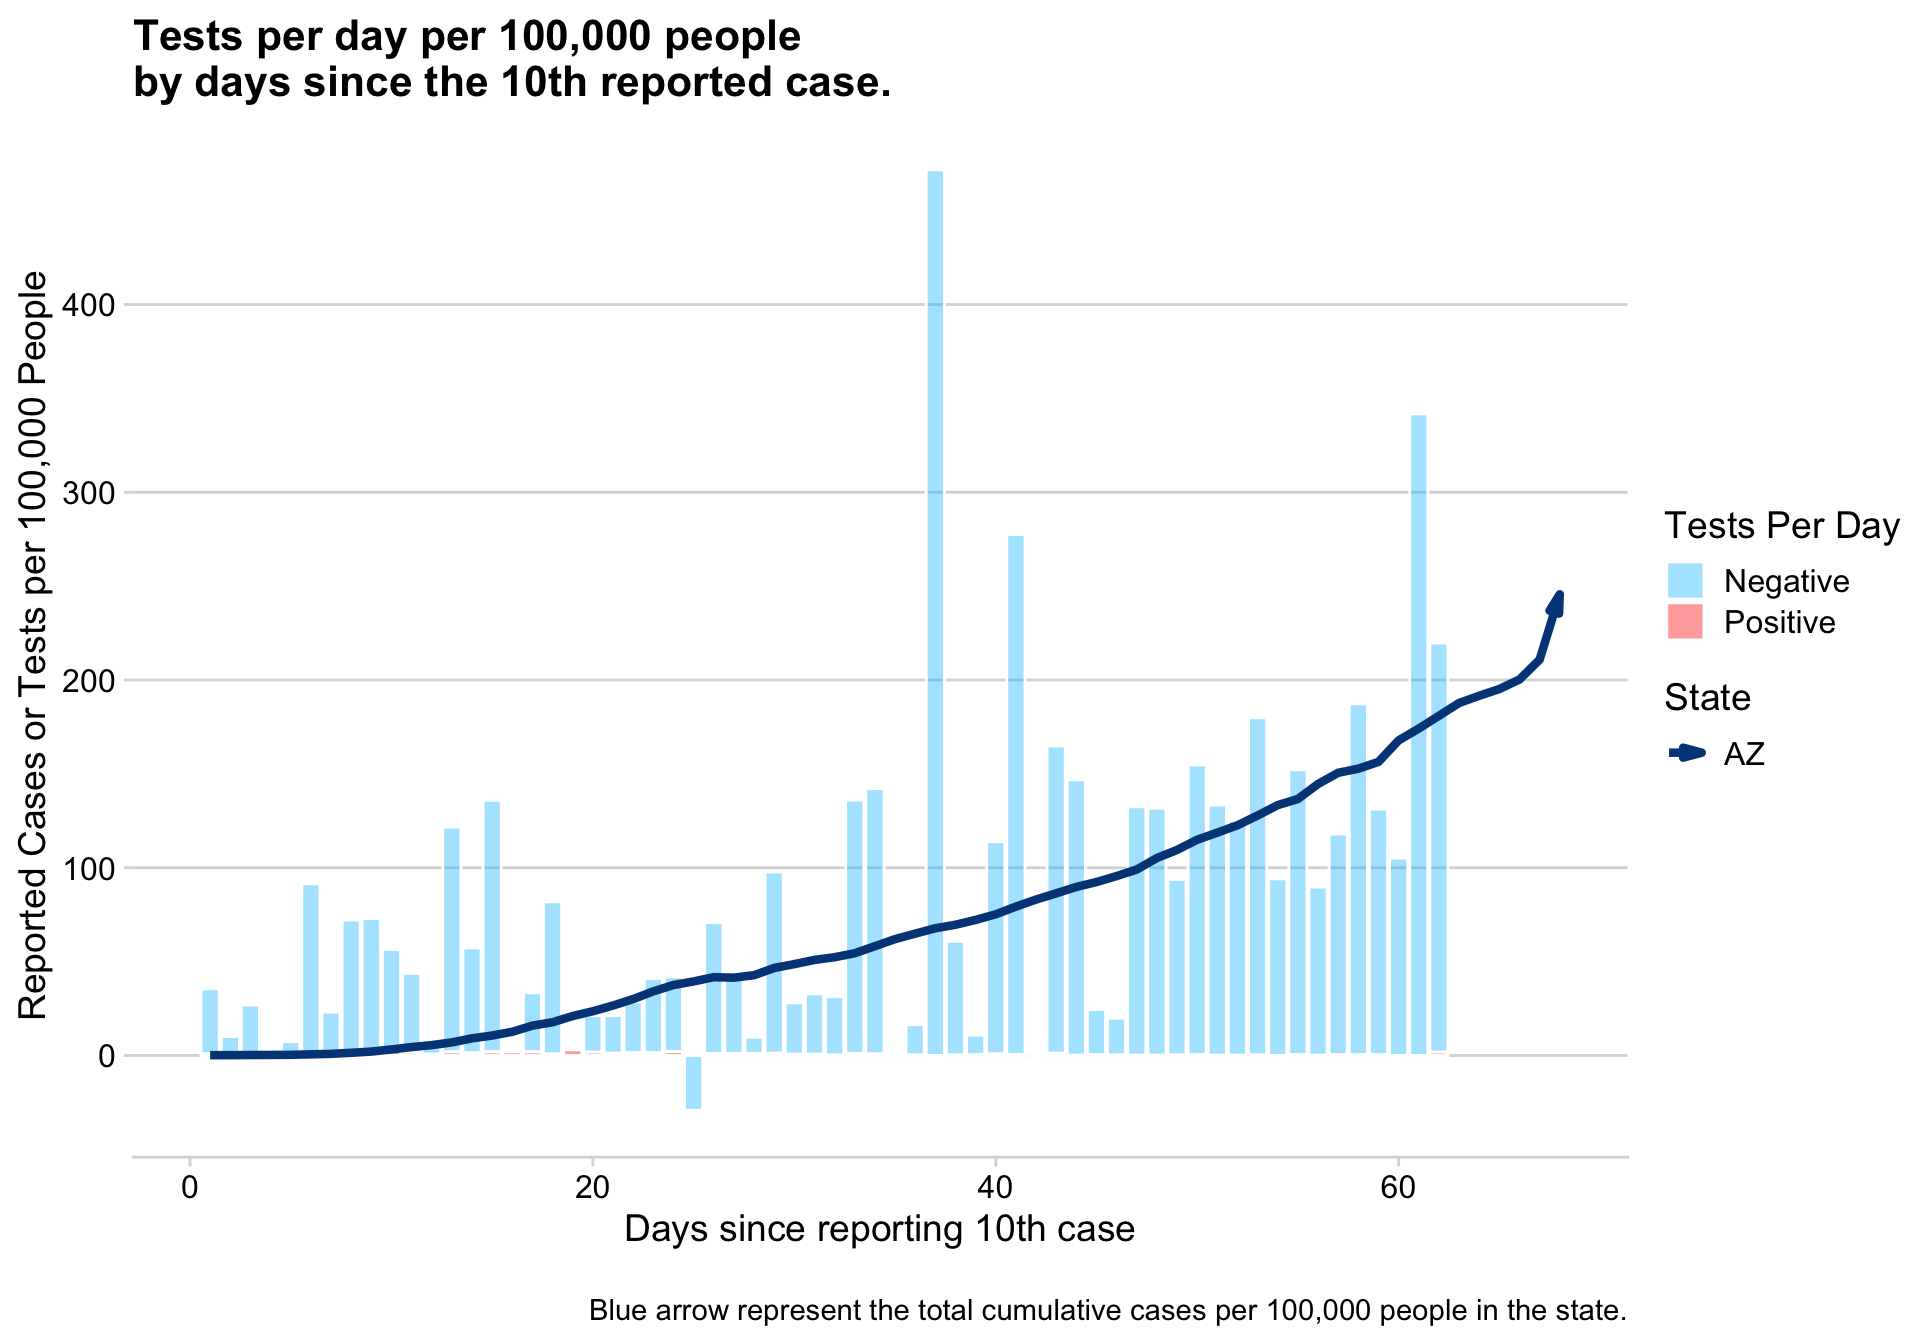 Tests per day per 100,000 people
by days since the 10th reported case.
Reported Cases or Tests per 100,000 People
400
300
200
100
0
0
20
40
60
Days since reporting 10th case
Tests Per Day
Negative
Positive
State
AZ
Blue arrow represent the total cumulative cases per 100,000 people in the state.